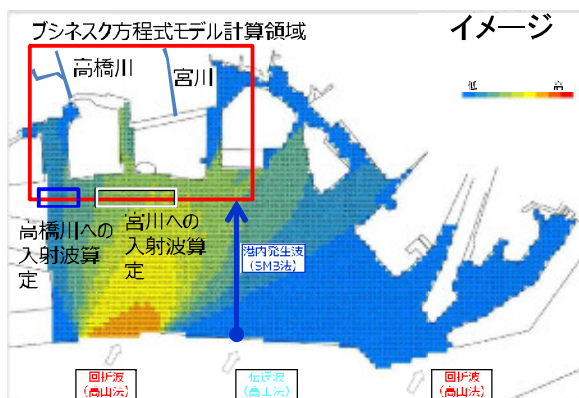 ブシネスク方程式モデル計算領域
イメージ
高橋川
宮川
低
高
高橋川への
入射波算
定
宮川への
入射波算
定
港内発生波
(SMB法)
回折波
(高山法)
伝達波
(高山法)
回折波
(高山法)